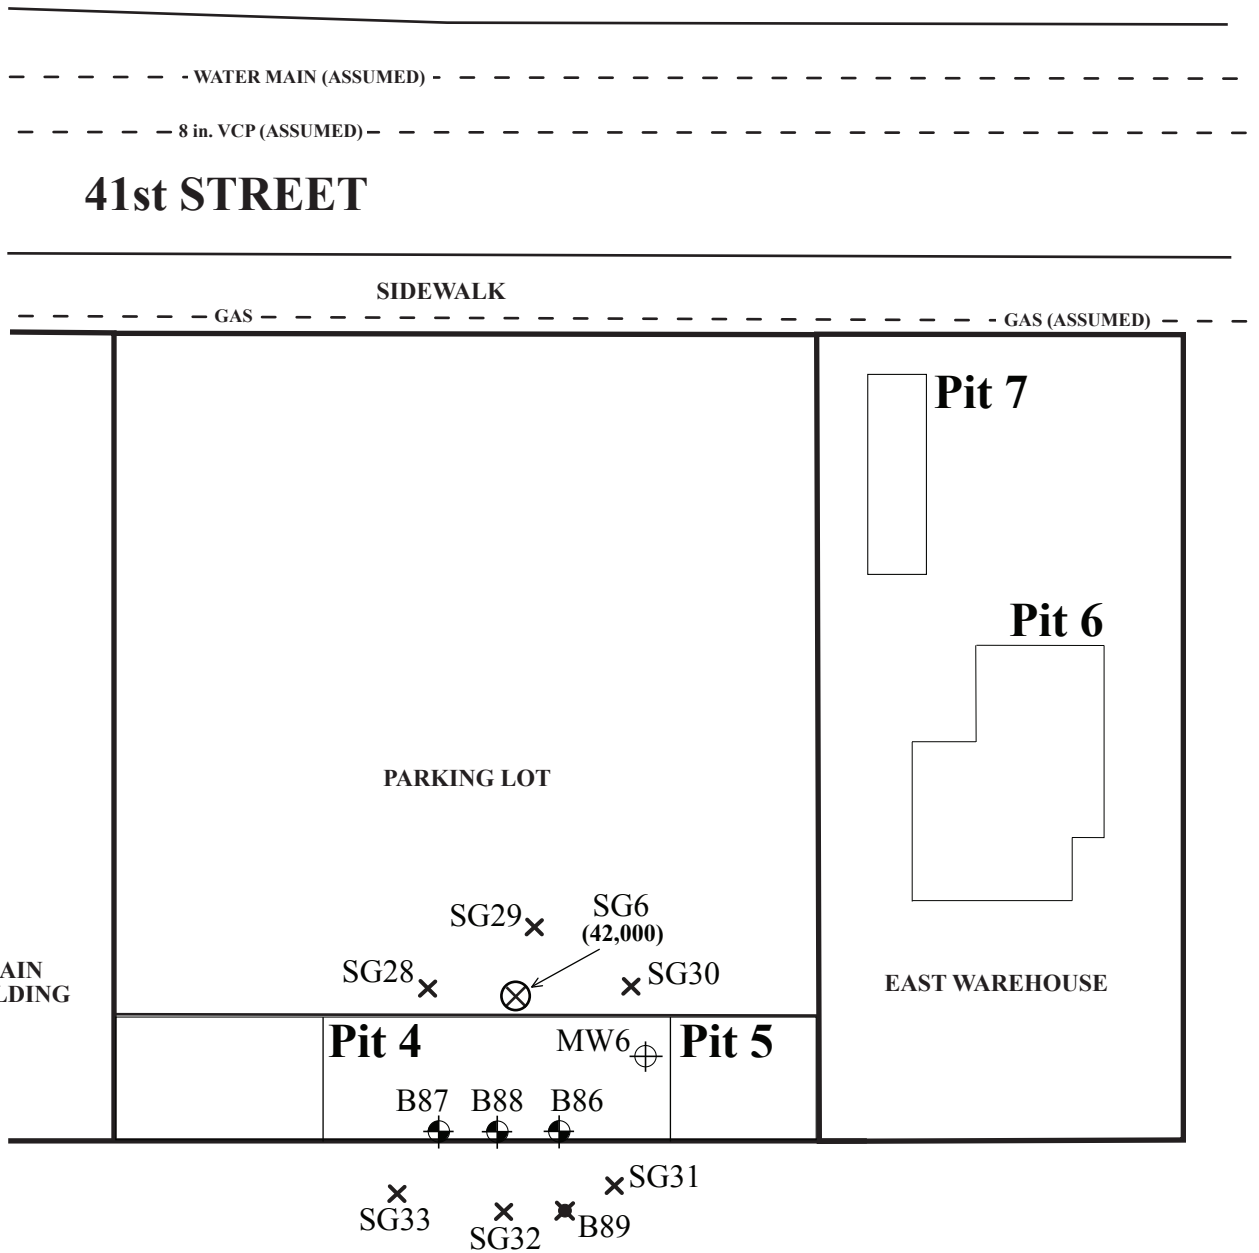 WATER MAIN (ASSUMED)
8 in. VCP (ASSUMED)
41st STREET
SIDEWALK
GAS
GAS (ASSUMED)
Pit 7
Pit 6
PARKING LOT
SG29
SG6
(42,000)
SG28
SG30
AIN
LDING
EAST WAREHOUSE
Pit 4
MW6
Pit 5
B87
B88
B86
SG31
SG33
SG32
B89